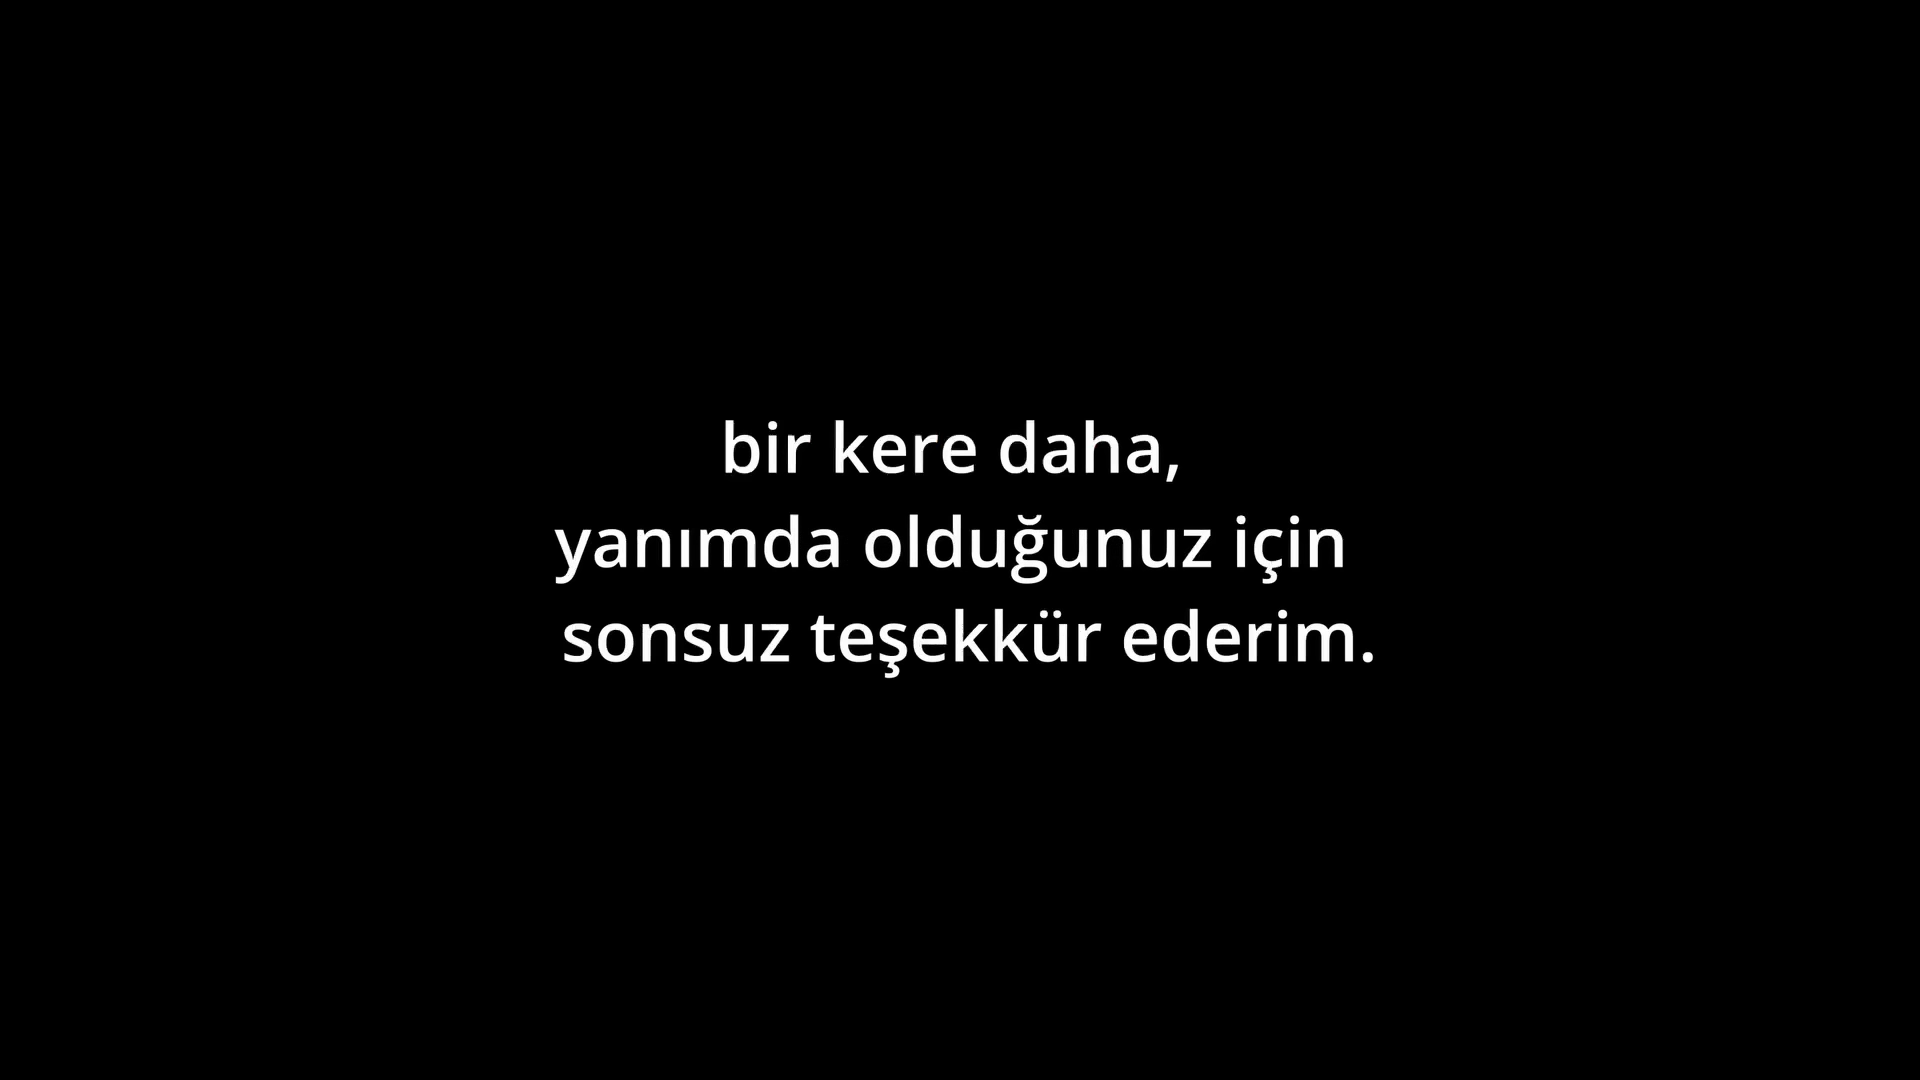 bir kere daha,
yanımda olduğunuz için
sonsuz teşekkür ederim.